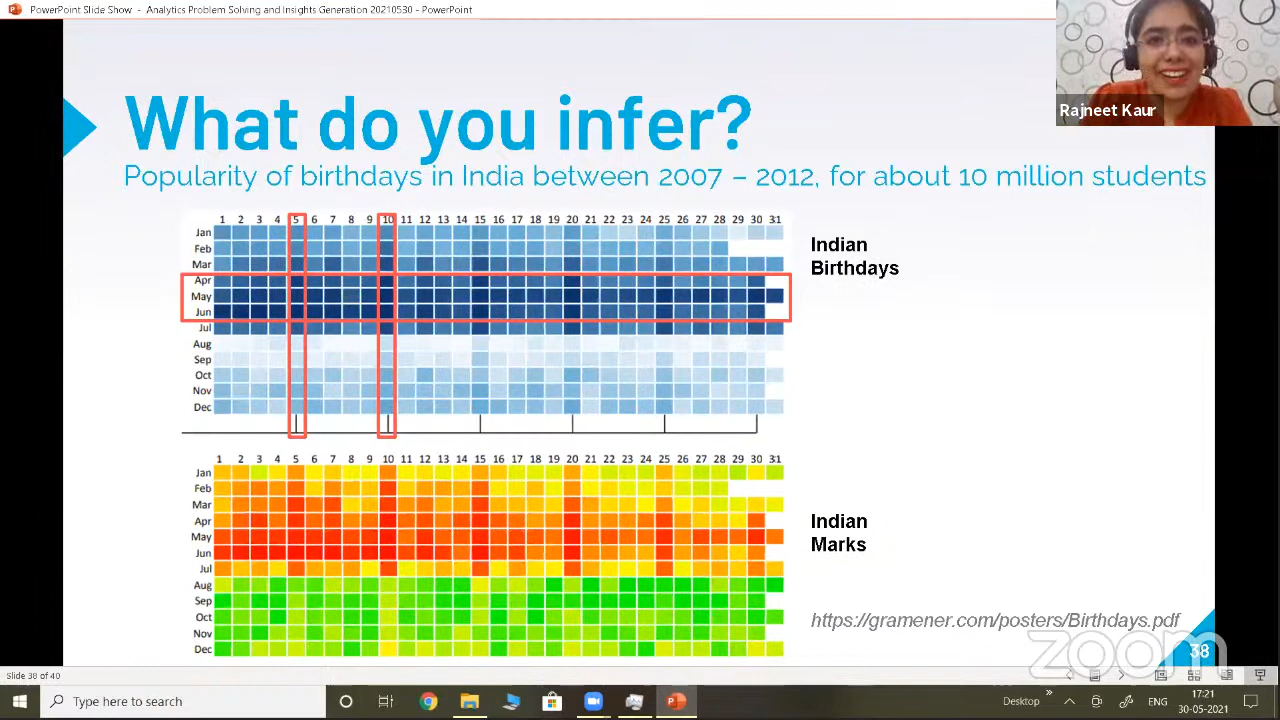 PowerPoint Slide Show - Analytics Problem Solving and Insights Generation 20210530 - PowerPoint
Rajneet Kaur
What do you infer?
Popularity of birthdays in India between 2007 – 2012, for about 10 million students
1 2 3 4 5 6 7 8 9 10 11 12 13 14 15 16 17 18 19 20 21 22 23 24 25 26 27 28 29 30 31
Jan
Feb
Mar
Apr
May
Jun
Jul
Aug
Sep
Oct
Nov
Dec
Indian
Birthdays
1 2 3 4 5 6 7 8 9 10 11 12 13 14 15 16 17 18 19 20 21 22 23 24 25 26 27 28 29 30 31
Jan
Feb
Mar
Apr
May
Jun
Jul
Aug
Sep
Oct
Nov
Dec
Indian
Marks
https://gramener.com/posters/Birthdays.pdf
zoom
38
Slide 38 of 40
Type here to search
Desktop
ENG
17:21
30-05-2021